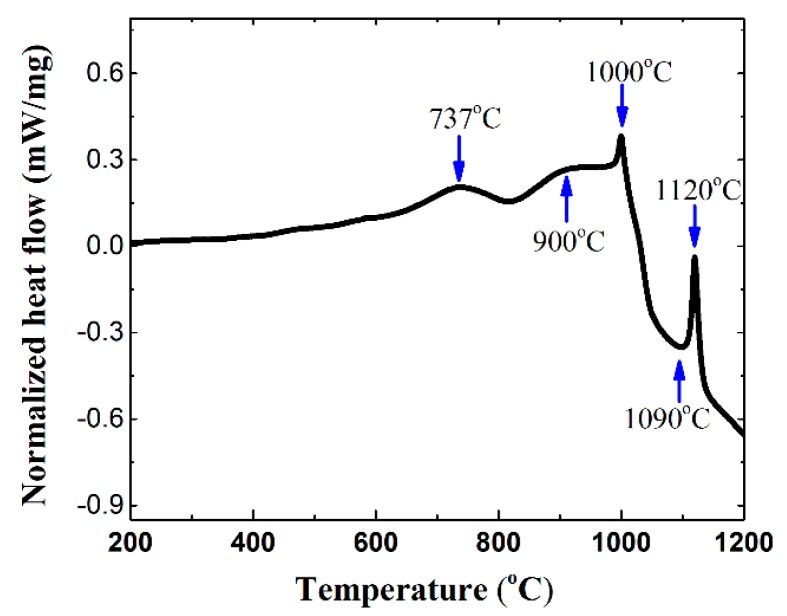 1000°C
0.6
737°C
0.3
1120°C
900°C
0.0
-0.3
1090°C
-0.6
-0.9
200 400 600 800 1000 1200
Temperature (°C)
Normalized heat flow (mW/mg)